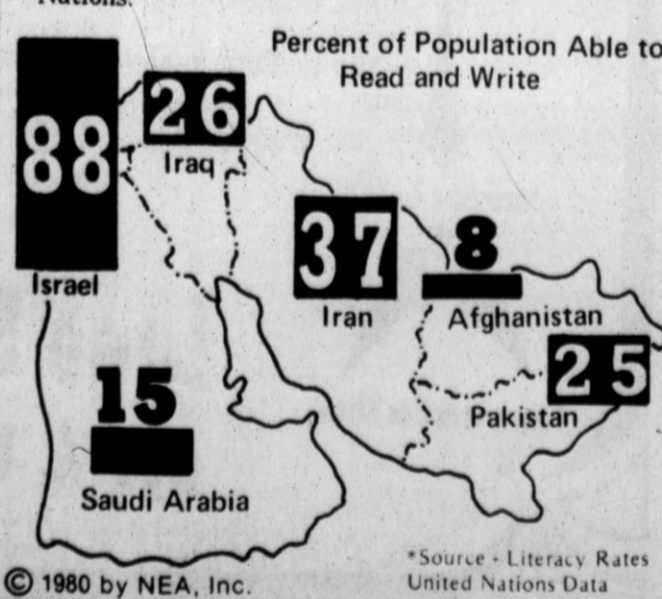 Nations.
Percent of Population Able to
Read and Write
88
Israel
26
Iraq
37
Iran
8
Afghanistan
25
Pakistan
15
Saudi Arabia
© 1980 by NEA, Inc.
*Source - Literacy Rates
United Nations Data